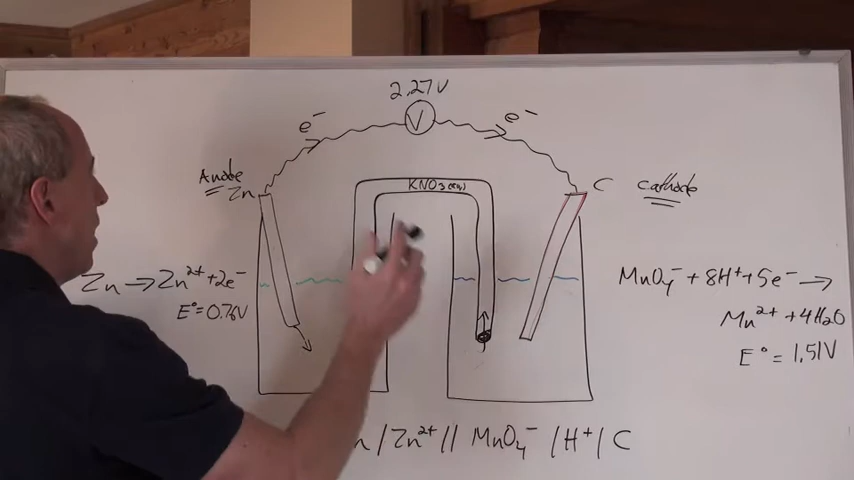 2.27V
V
e⁻
e⁻
Anode
Zn
KNO₃(aq)
C
Cathode
Zn → Zn²⁺ + 2e⁻
E° = 0.76V
MnO₄⁻ + 8H⁺ + 5e⁻ →
Mn²⁺ + 4H₂O
E° = 1.51V
/Zn²⁺// MnO₄⁻ /H⁺/ C